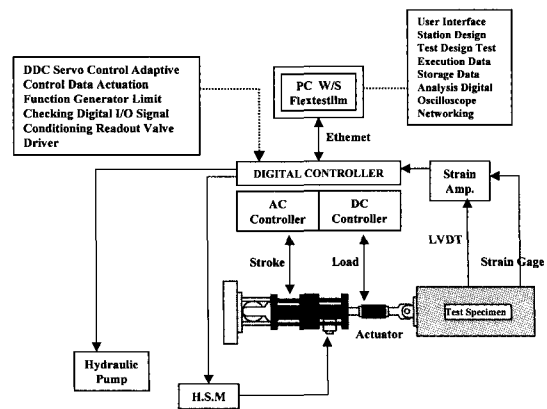 User Interface
Station Design
Test Design Test
Execution Data
Storage Data
Analysis Digital
Oscilloscope
Networking
DDC Servo Control Adaptive
Control Data Actuation
Function Generator Limit
Checking Digital I/O Signal
Conditioning Readout Valve
Driver
PC W/S
Flextestilm
Ethemet
DIGITAL CONTROLLER
Strain
Amp.
AC
Controller
DC
Controller
LVDT
Strain Gage
Stroke
Load
Test Specimen
Actuator
Hydraulic
Pump
H.S.M